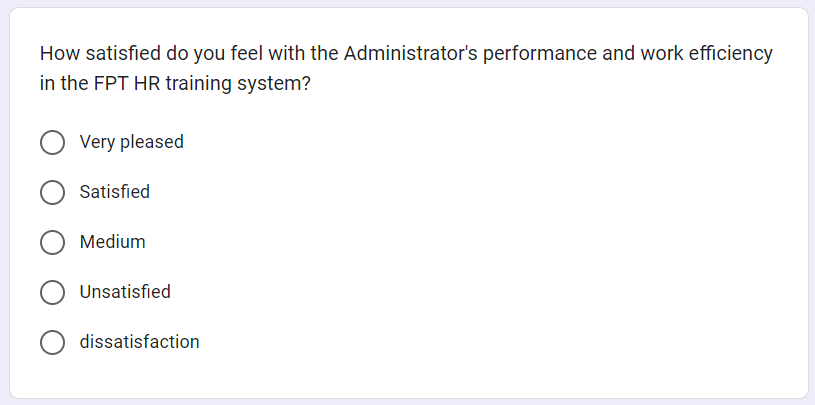 How satisfied do you feel with the Administrator's performance and work efficiency
in the FPT HR training system?
Very pleased
Satisfied
Medium
Unsatisfied
dissatisfaction